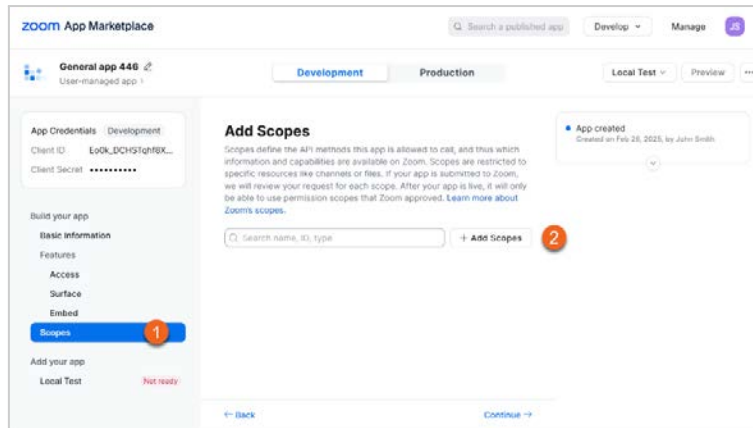 zoom App Marketplace
Search a published app
Develop
Manage
JS
General app 446
User-managed app
Development
Production
Local Test
Preview
App Credentials
Development
Client ID
Client Secret
Build your app
Basic Information
Features
Access
Surface
Embed
Scopes
1
Add your app
Local Test
Not ready
Add Scopes
Scopes define the API methods this app is allowed to call, and thus which
information and capabilities are available on Zoom. Scopes are restricted to
specific resources like channels or files. If your app is submitted to Zoom,
we will review your request for each scope. After your app is live, it will only
be able to use permission scopes that Zoom approved. Learn more about
Zoom's scopes.
Search name, ID, type
+ Add Scopes
2
← Back
Continue →
App created
Created on Feb 28, 2025, by John Smith